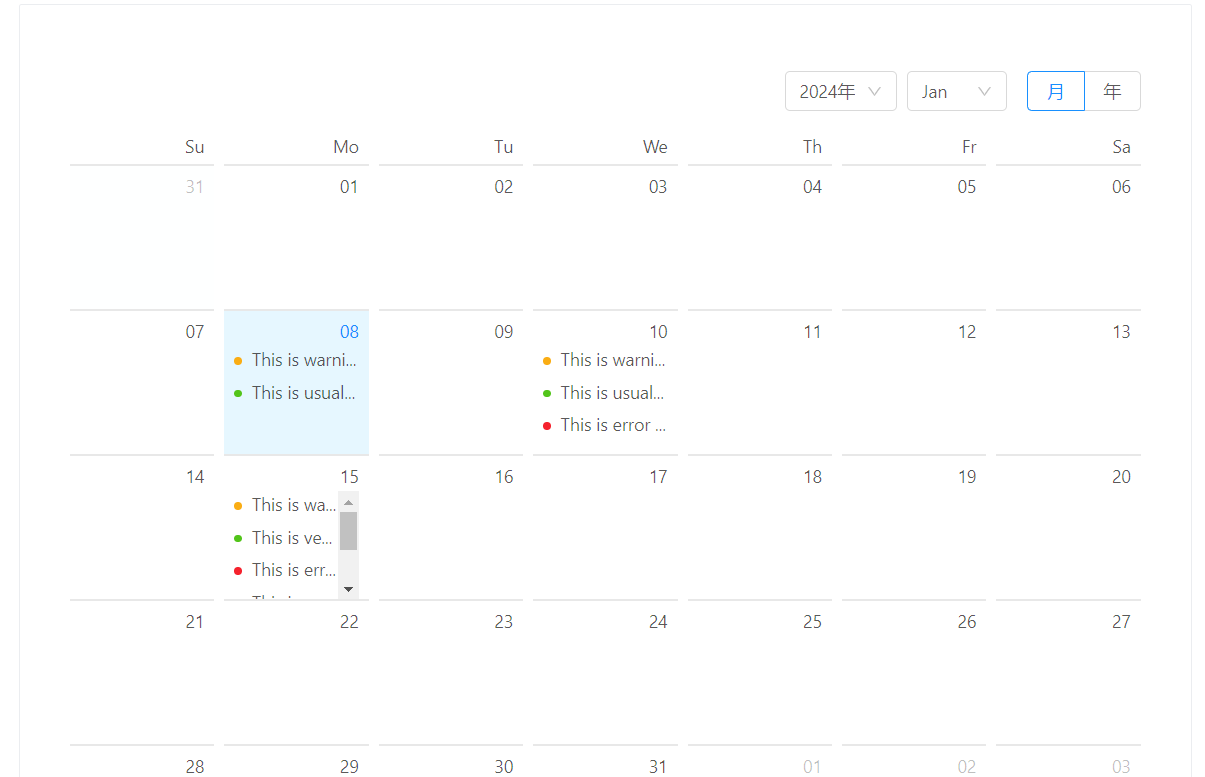 2024年 Jan 月 年
Su Mo Tu We Th Fr Sa
31 01 02 03 04 05 06
07 08 09 10 11 12 13
This is warni... This is warni...
This is usual... This is usual...
This is error ...
14 15 16 17 18 19 20
This is wa...
This is ve...
This is err...
21 22 23 24 25 26 27
28 29 30 31 01 02 03